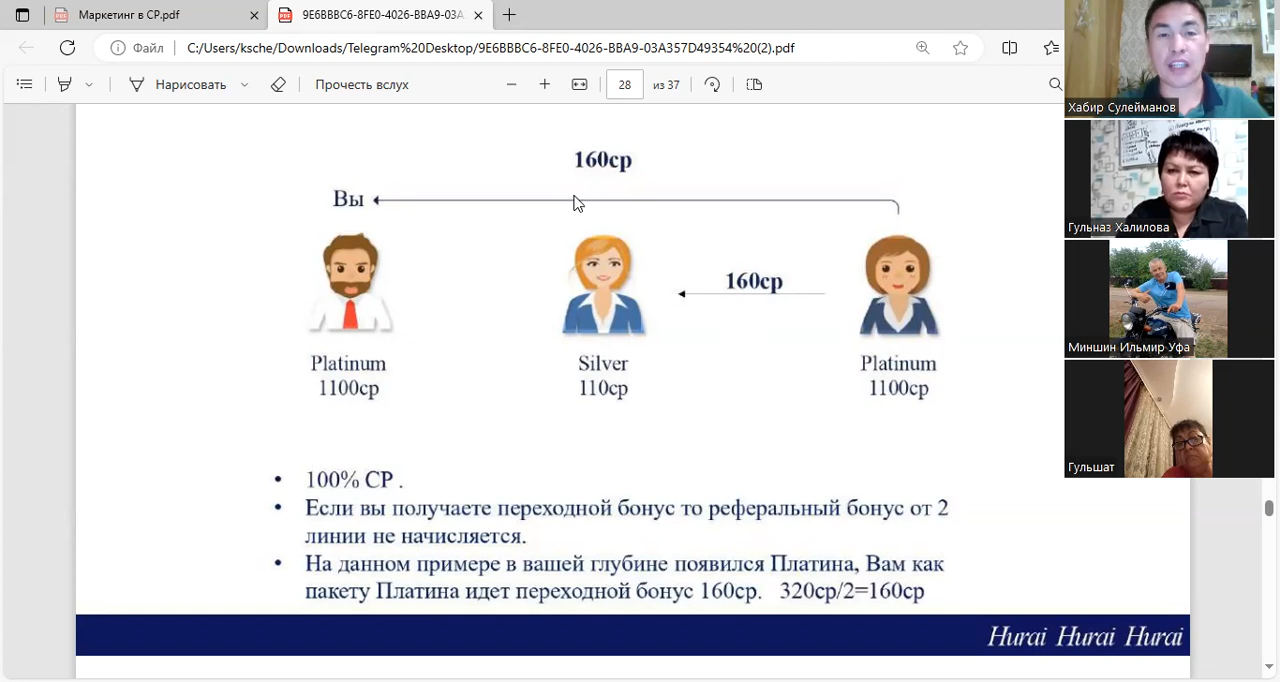 Маркетинг в СР.pdf
9E6BBBC6-8FE0-4026-BBA9-03A
Файл
C:/Users/ksche/Downloads/Telegram%20Desktop/9E6BBBC6-8FE0-4026-BBA9-03A357D49354%20(2).pdf
Нарисовать
Прочесть вслух
28
из 37
160ср
Вы
160ср
Platinum
1100ср
Silver
110ср
Platinum
1100ср
• 100% СР .
• Если вы получаете переходной бонус то реферальный бонус от 2
линии не начисляется.
• На данном примере в вашей глубине появился Платина, Вам как
пакету Платина идет переходной бонус 160ср. 320ср/2=160ср
Hurai Hurai Hurai
Хабир Сулейманов
Гульназ Халилова
Миншин Ильмир Уфа
Гульшат